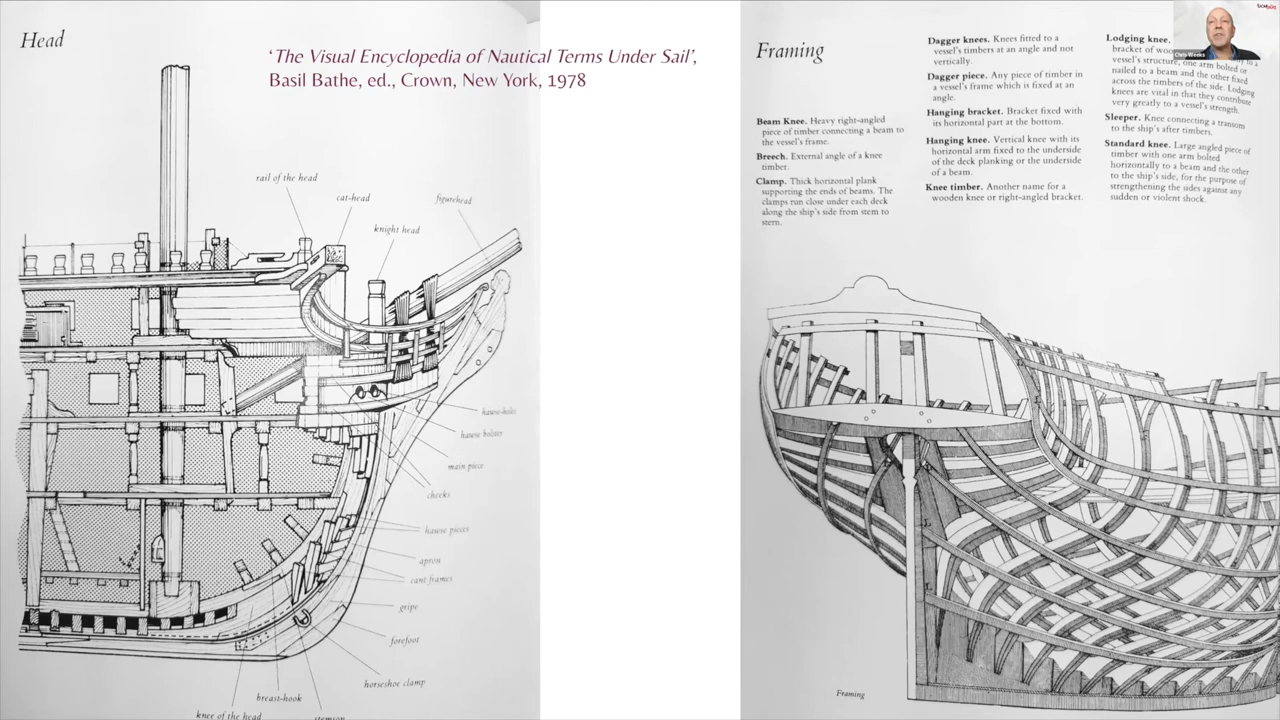 Head
‘The Visual Encyclopedia of Nautical Terms Under Sail’,
Basil Bathe, ed., Crown, New York, 1978
rail of the head
cat-head
figurehead
knight head
hawse-holes
hawse bolster
main piece
cheeks
hawse pieces
apron
cant frames
gripe
forefoot
horseshoe clamp
breast-hook
knee of the head
stemson
Framing
Beam Knee. Heavy right-angled
piece of timber connecting a beam to
the vessel's frame.
Breech. External angle of a knee
timber.
Clamp. Thick horizontal plank
supporting the ends of beams. The
clamps run close under each deck
along the ship's side from stem to
stern.
Dagger knees. Knees fitted to a
vessel's timbers at an angle and not
vertically.
Dagger piece. Any piece of timber in
a vessel's frame which is fixed at an
angle.
Hanging bracket. Bracket fixed with
its horizontal part at the bottom.
Hanging knee. Vertical knee with its
horizontal arm fixed to the underside
of the deck planking or the underside
of a beam.
Knee timber. Another name for a
wooden knee or right-angled bracket.
Lodging knee.
bracket of
vessel's structure, one arm bolted or
nailed to a beam and the other fixed
across the timbers of the side. Lodging
knees are vital in that they contribute
very greatly to a vessel's strength.
Sleeper. Knee connecting a transom
to the ship's after timbers.
Standard knee. Large angled piece of
timber with one arm bolted
horizontally to a beam and the other
to the ship's side, for the purpose of
strengthening the sides against any
sudden or violent shock.
Framing
Chris Weeks